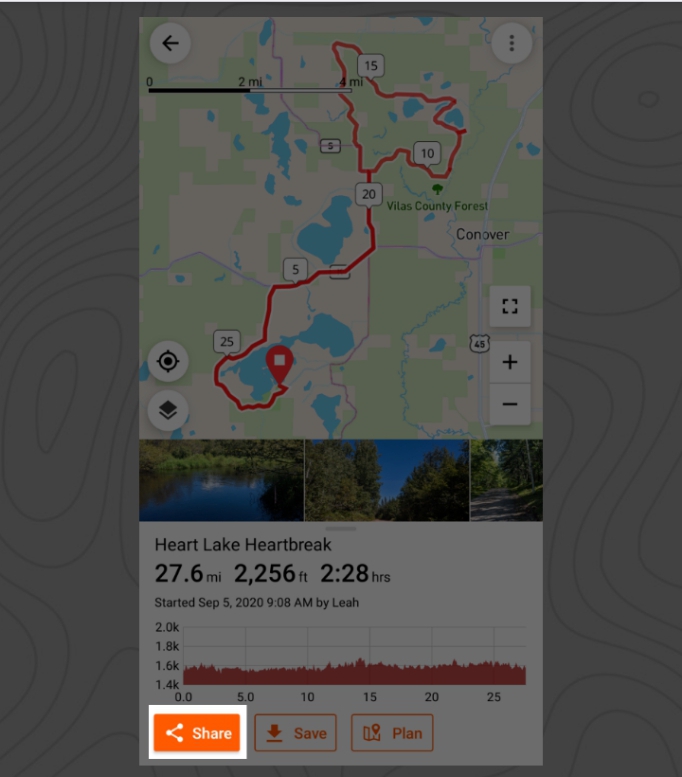 15
0 2 mi 4 mi
5
10
20
Vilas County Forest
Conover
5
25
45
Heart Lake Heartbreak
27.6 mi 2,256 ft 2:28 hrs
Started Sep 5, 2020 9:08 AM by Leah
2.0k
1.8k
1.6k
1.4k
0.0 5.0 10 15 20 25
Share Save Plan